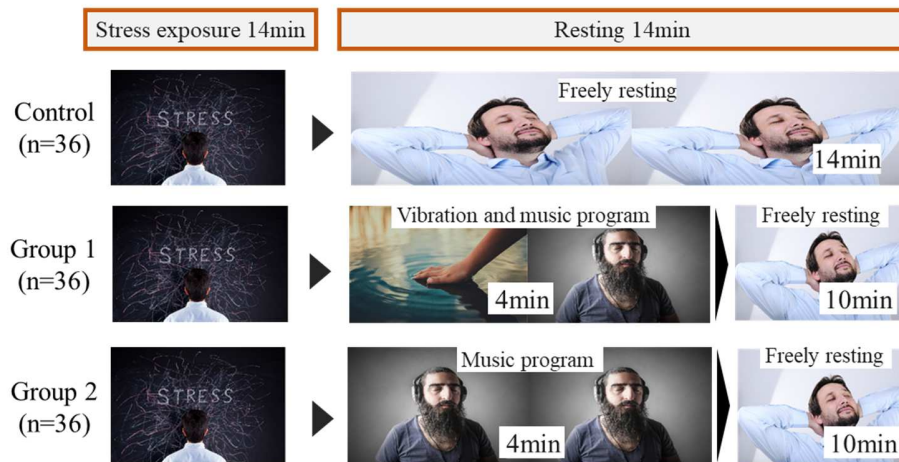 Stress exposure 14min
Resting 14min
Control
(n=36)
STRESS
Freely resting
14min
Group 1
(n=36)
STRESS
Vibration and music program
4min
Freely resting
10min
Group 2
(n=36)
STRESS
Music program
4min
Freely resting
10min